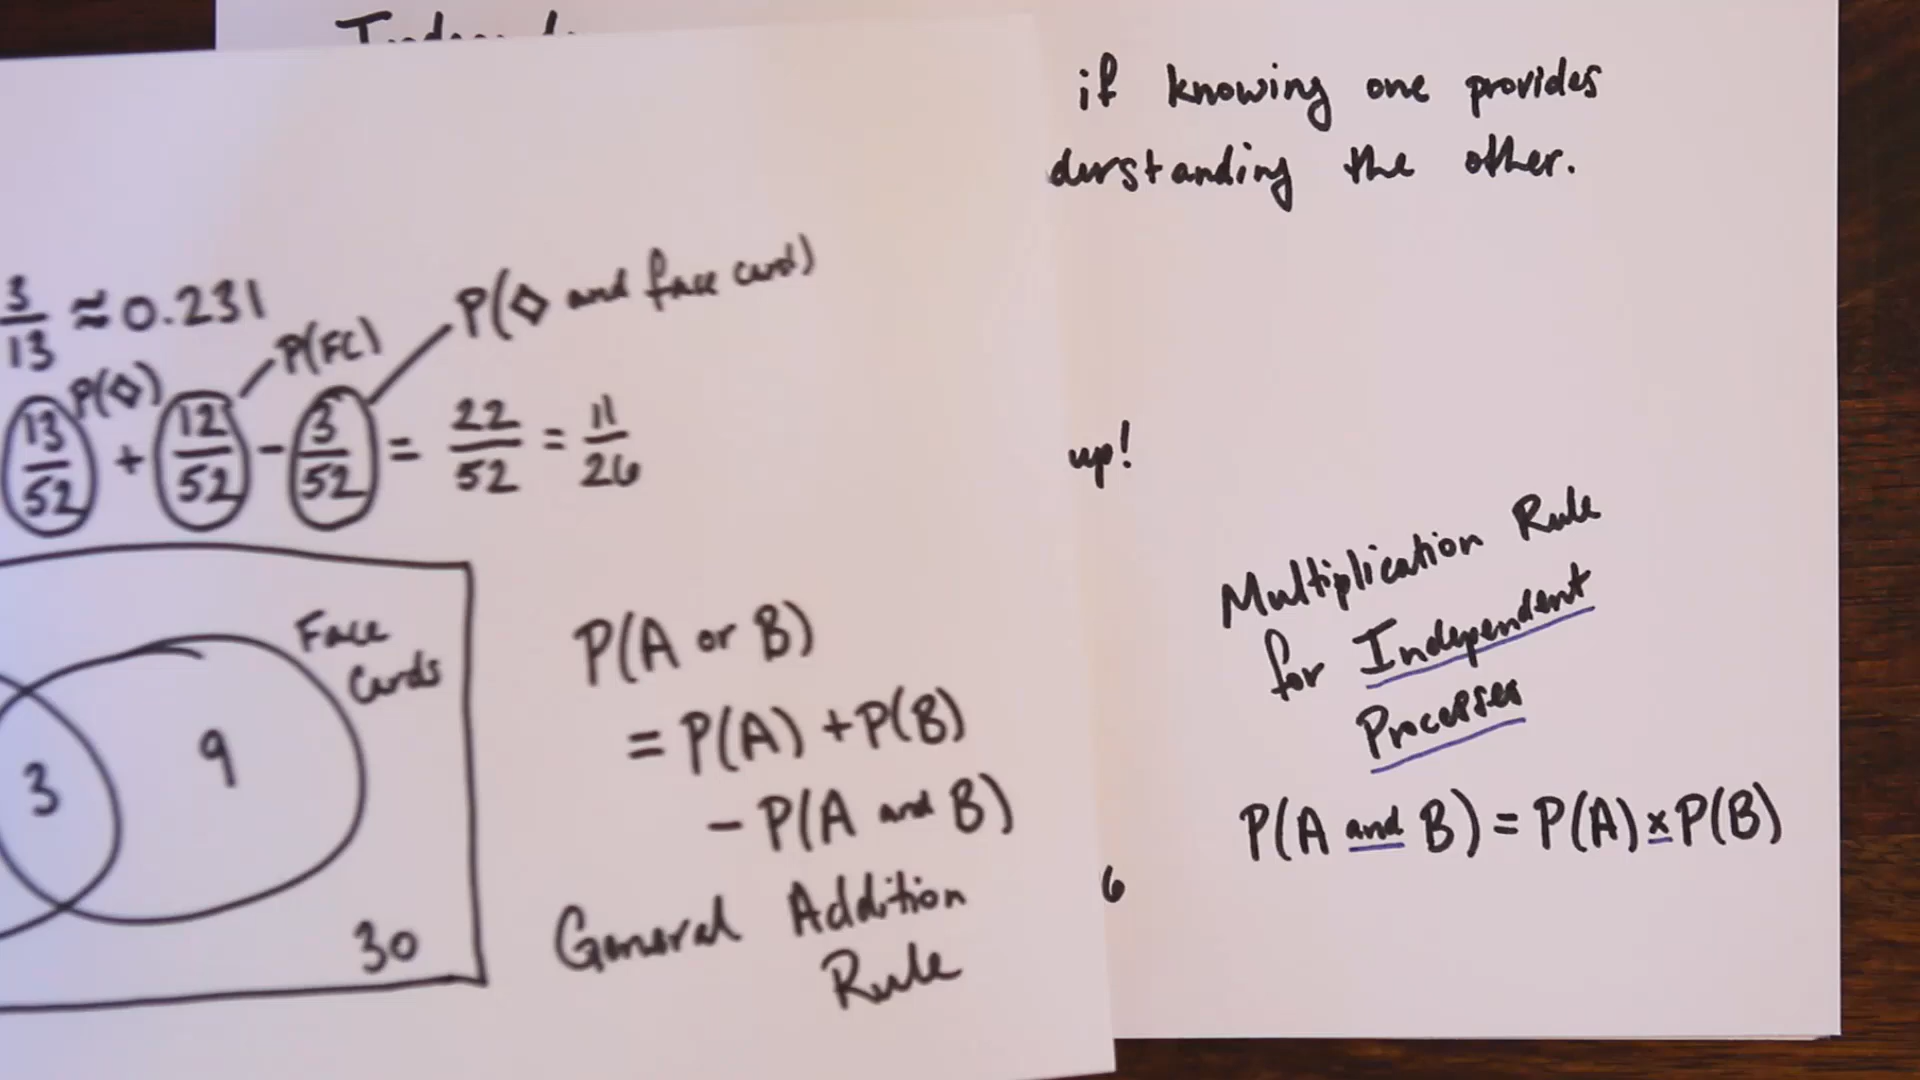 if knowing one provides
derstanding the other.
3/13 ≈ 0.231
P(◇) P(FC) P(◇ and face card)
13/52 + 12/52 - 3/52 = 22/52 = 11/26
up!
Face
Cards
3
9
30
P(A or B)
= P(A) + P(B)
- P(A and B)
General Addition
Rule
Multiplication Rule
for Independent
Processes
P(A and B) = P(A) × P(B)
6